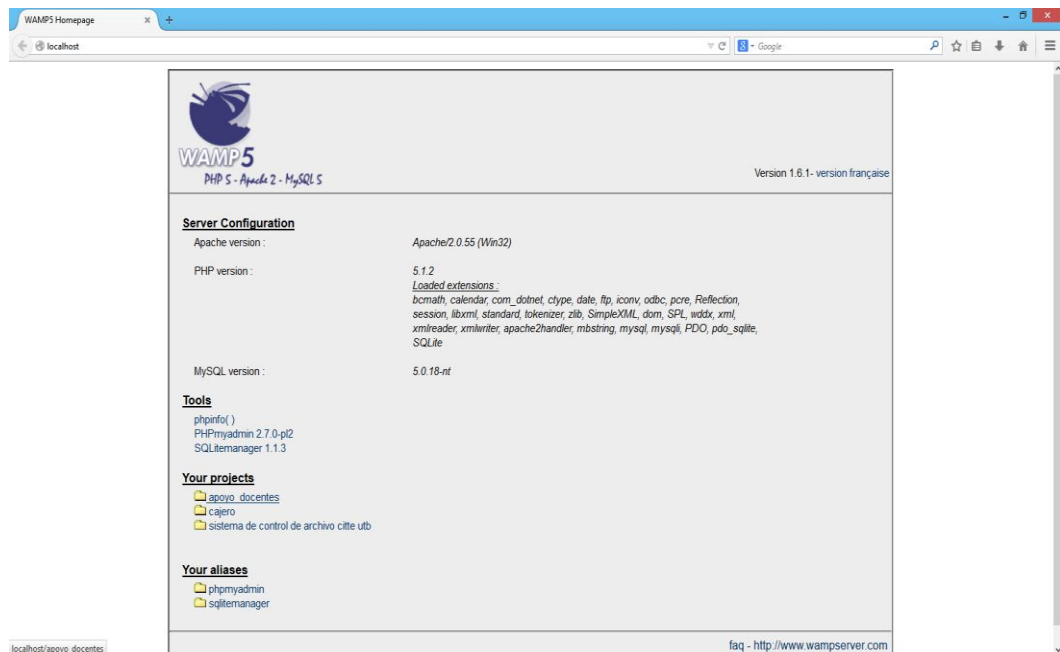 WAMP5 Homepage
localhost
Google
WAMP5
PHP 5 - Apache 2 - MySQL 5
Version 1.6.1- version française
Server Configuration
Apache version :
Apache/2.0.55 (Win32)
PHP version :
5.1.2
Loaded extensions :
bcmath, calendar, com_dotnet, ctype, date, ftp, iconv, odbc, pcre, Reflection,
session, libxml, standard, tokenizer, zlib, SimpleXML, dom, SPL, wddx, xml,
xmlreader, xmlwriter, apache2handler, mbstring, mysql, mysqli, PDO, pdo_sqlite,
SQLite
MySQL version :
5.0.18-nt
Tools
phpinfo( )
PHPmyadmin 2.7.0-pl2
SQLitemanager 1.1.3
Your projects
apoyo_docentes
cajero
sistema de control de archivo citte utb
Your aliases
phpmyadmin
sqlitemanager
faq - http://www.wampserver.com
localhost/apoyo_docentes